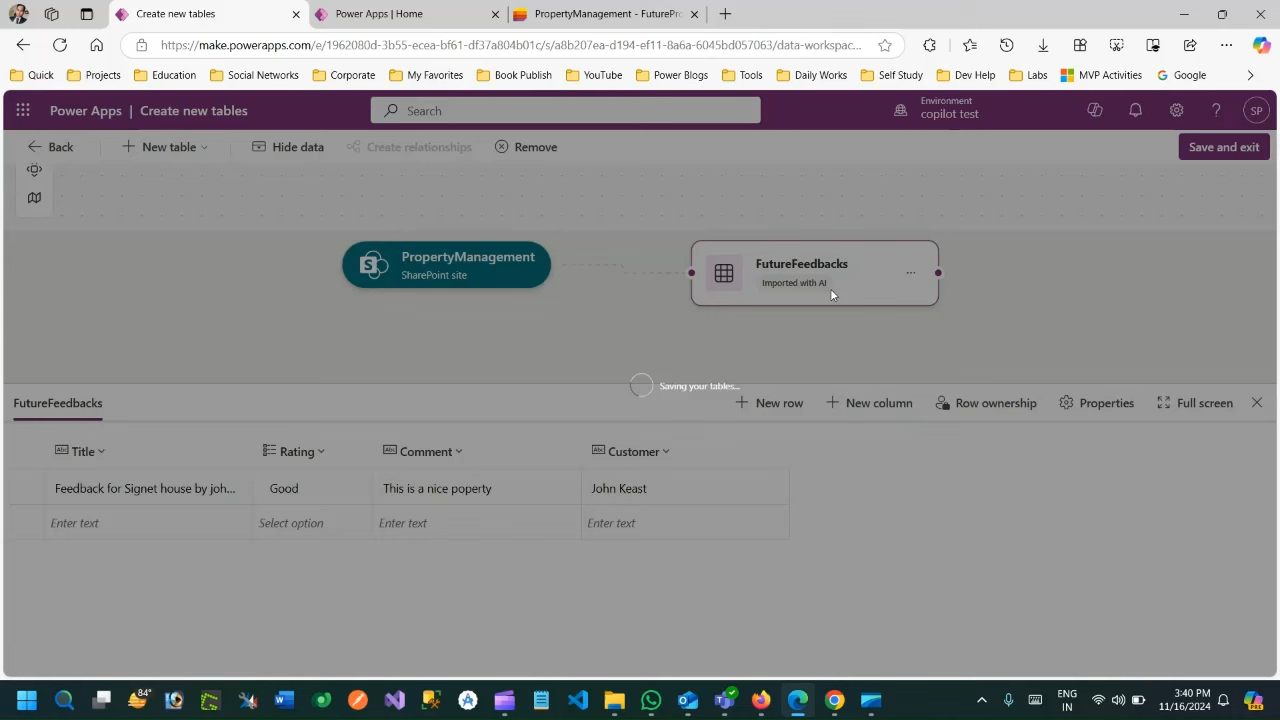 Create new tables
Power Apps | Home
PropertyManagement - FuturePro
https://make.powerapps.com/e/1962080d-3b55-ecea-bf61-df37a804b01c/s/dcb207ea-d194-ef11-8a6a-6045bd057063/data-workspac...
Quick
Projects
Education
Social Networks
Corporate
My Favorites
Book Publish
YouTube
Power Blogs
Tools
Daily Works
Self Study
Dev Help
Labs
MVP Activities
Google
Power Apps | Create new tables
Search
Environment
copilot test
SP
Back
New table
Hide data
Create relationships
Remove
Save and exit
PropertyManagement
SharePoint site
FutureFeedbacks
Imported with AI
Saving your tables...
FutureFeedbacks
New row
New column
Row ownership
Properties
Full screen
Title
Rating
Comment
Customer
Feedback for Signet house by joh...
Good
This is a nice poperty
John Keast
Enter text
Select option
Enter text
Enter text
84°
ENG
IN
3:40 PM
11/16/2024